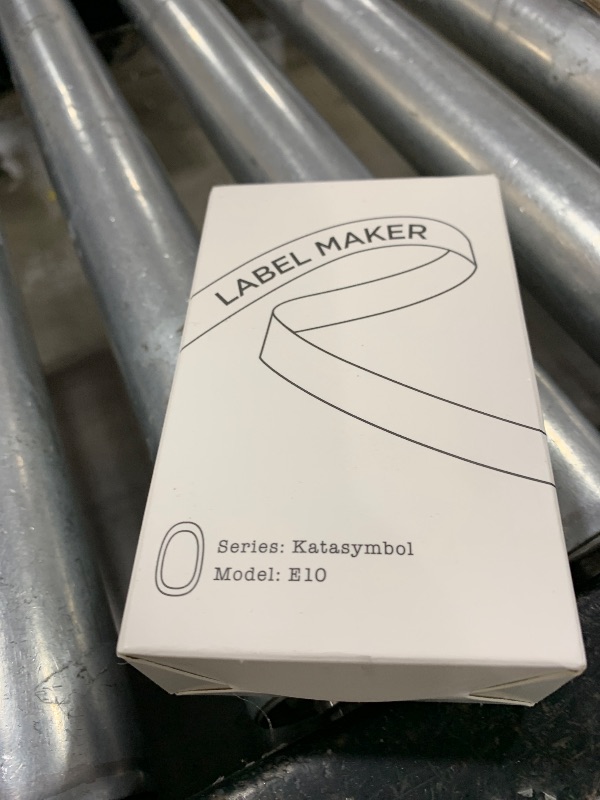 LABEL MAKER
Series: Katasymbol
Model: E10